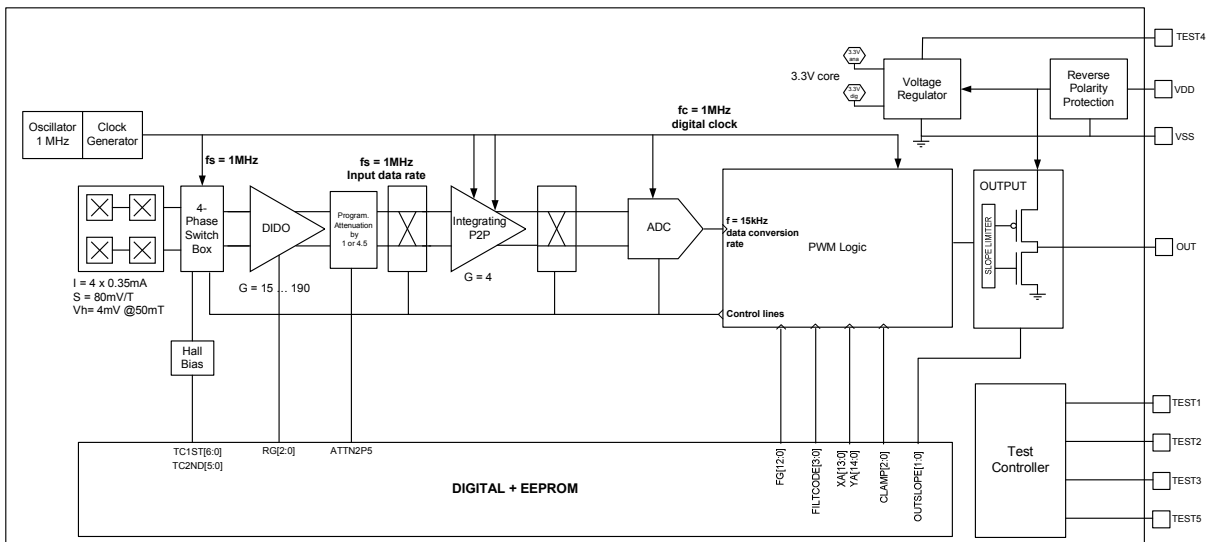 TEST4
3.3V
ana
3.3V core
3.3V
dig
Voltage
Regulator
Reverse
Polarity
Protection
VDD
VSS
Oscillator
1 MHz
Clock
Generator
fc = 1MHz
digital clock
fs = 1MHz
fs = 1MHz
Input data rate
4-
Phase
Switch
Box
DIDO
Program.
Attenuation
by
1 or 4.5
Integrating
P2P
ADC
f = 15kHz
data conversion
rate
PWM Logic
Control lines
OUTPUT
SLOPE LIMITER
OUT
I = 4 x 0.35mA
S = 80mV/T
Vh= 4mV @50mT
G = 15 … 190
G = 4
Hall
Bias
TC1ST[6:0]
TC2ND[5:0]
RG[2:0]
ATTN2P5
FG[12:0]
FILTCODE[3:0]
XA[13:0]
YA[14:0]
CLAMP[2:0]
OUTSLOPE[1:0]
DIGITAL + EEPROM
Test
Controller
TEST1
TEST2
TEST3
TEST5